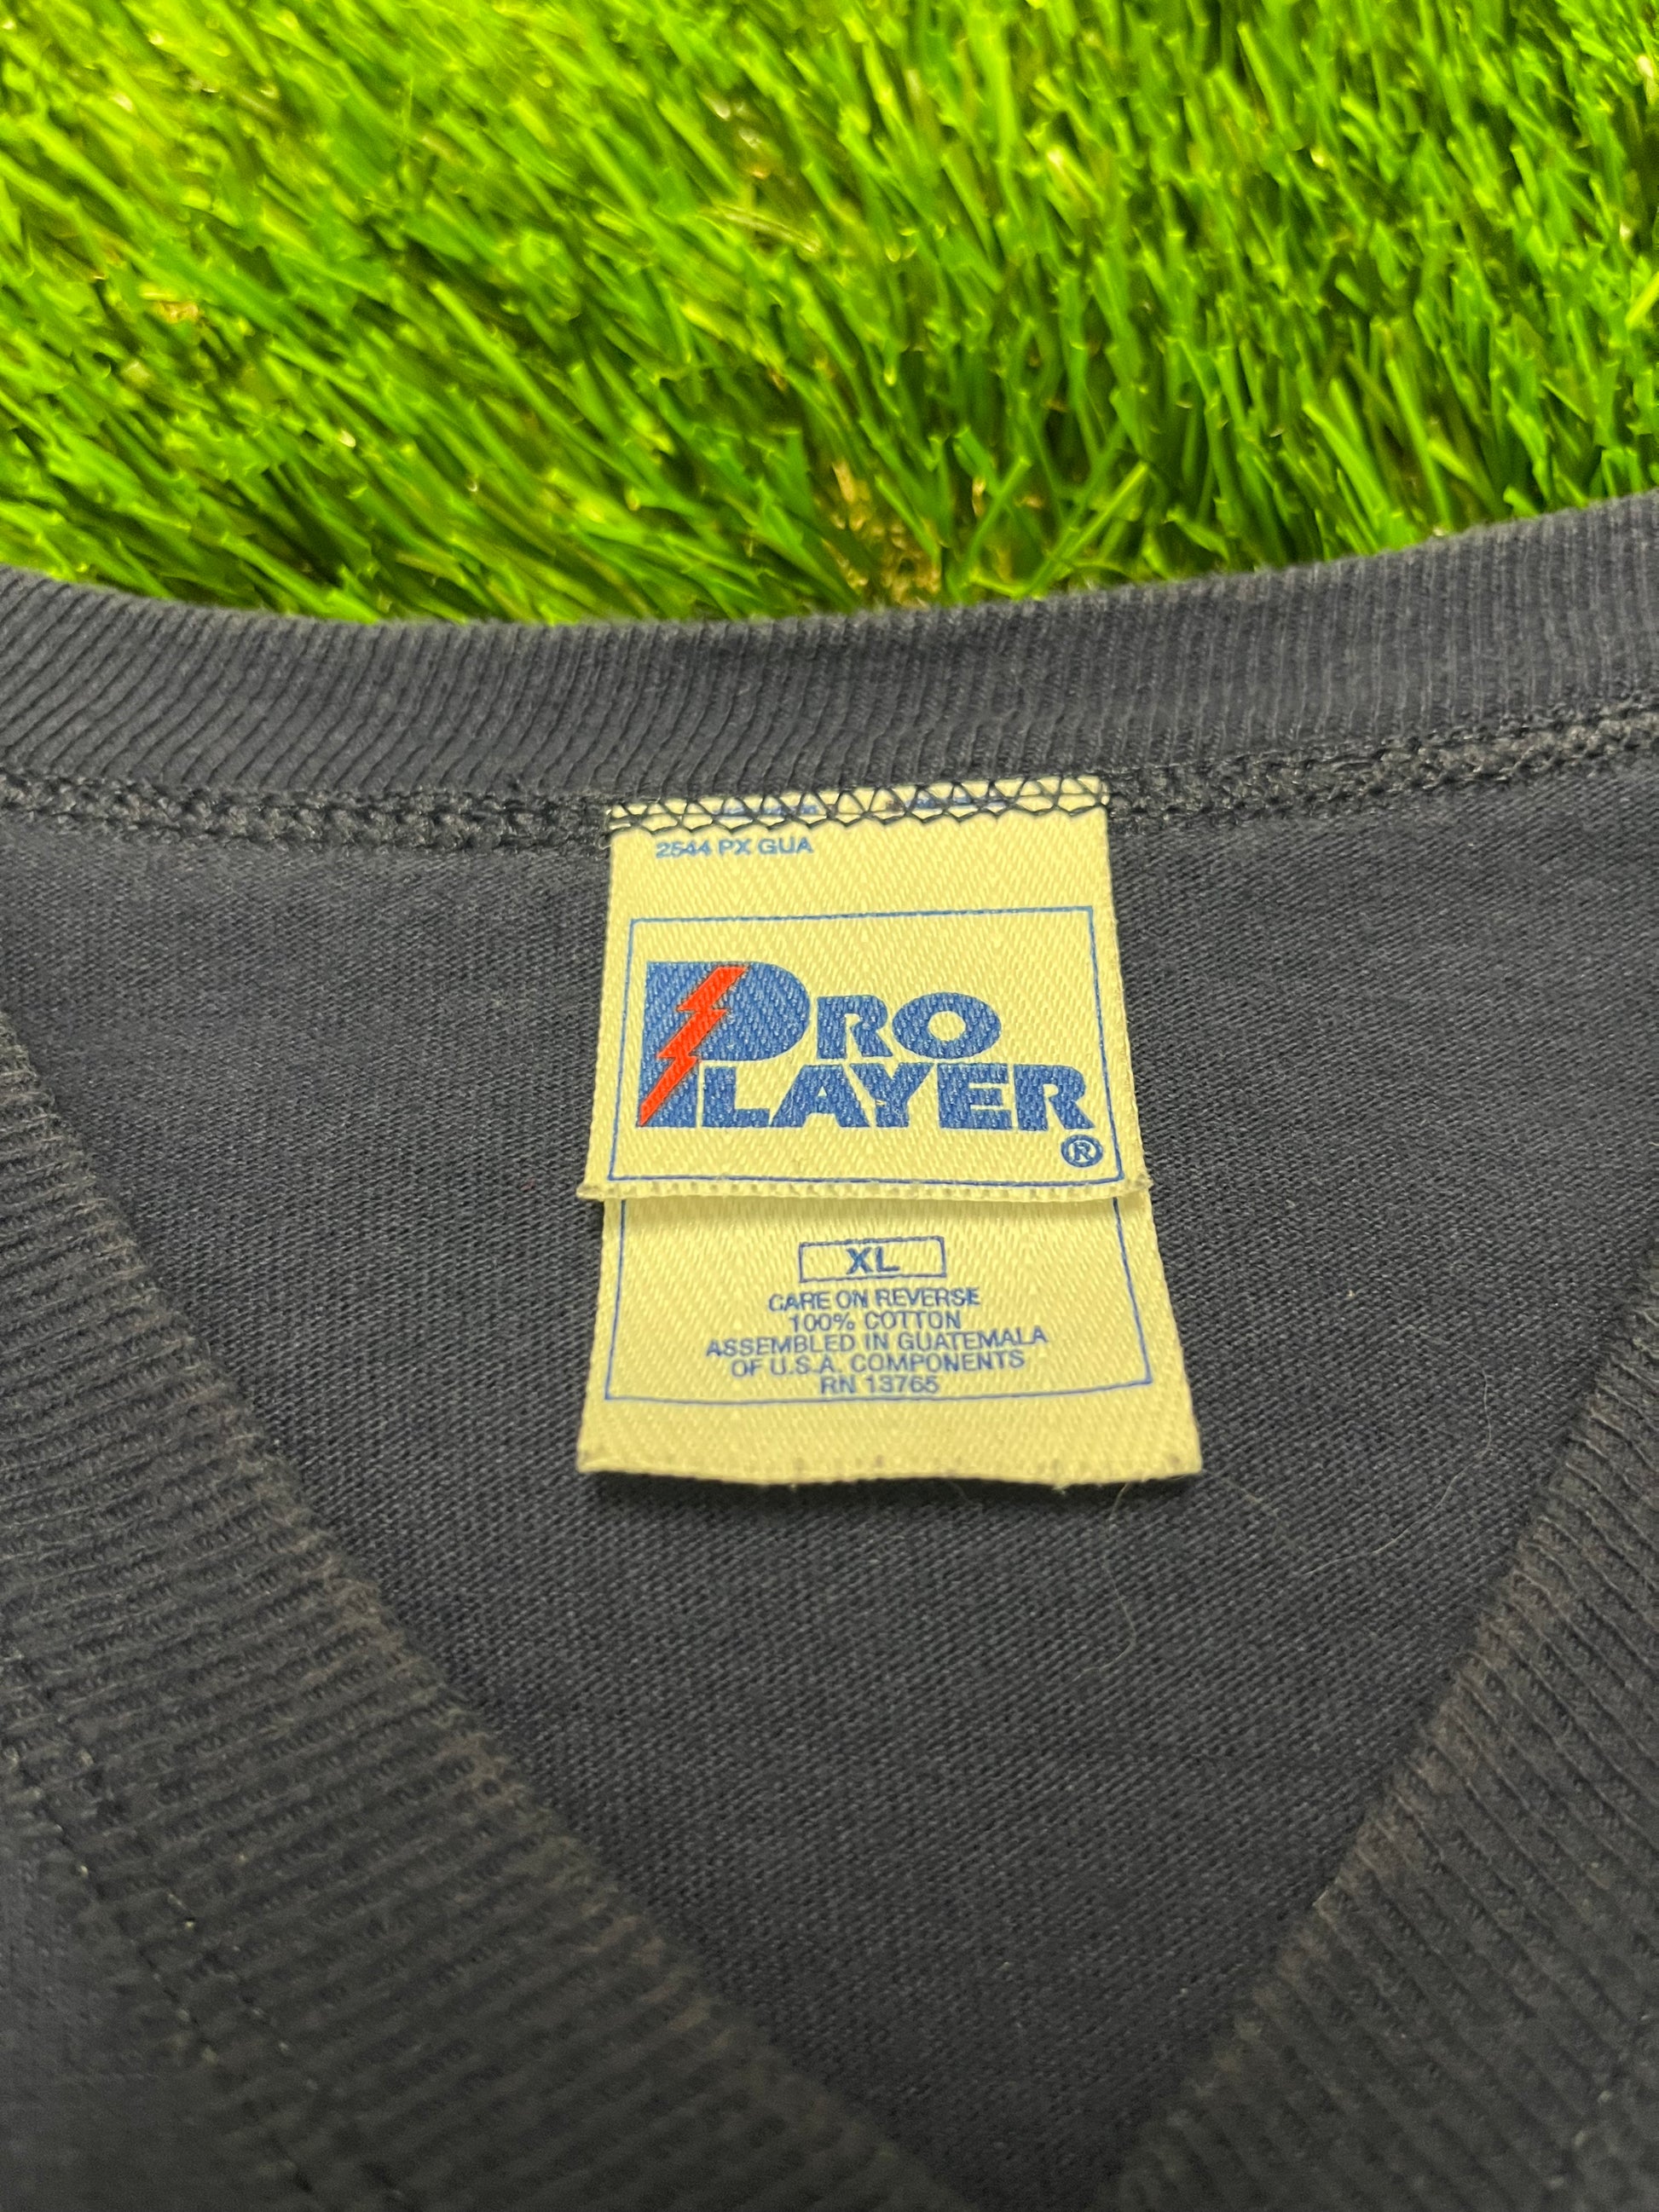 2544 PX GUA
PRO
PLAYER
®
XL
CARE ON REVERSE
100% COTTON
ASSEMBLED IN GUATEMALA
OF U.S.A. COMPONENTS
RN 13765